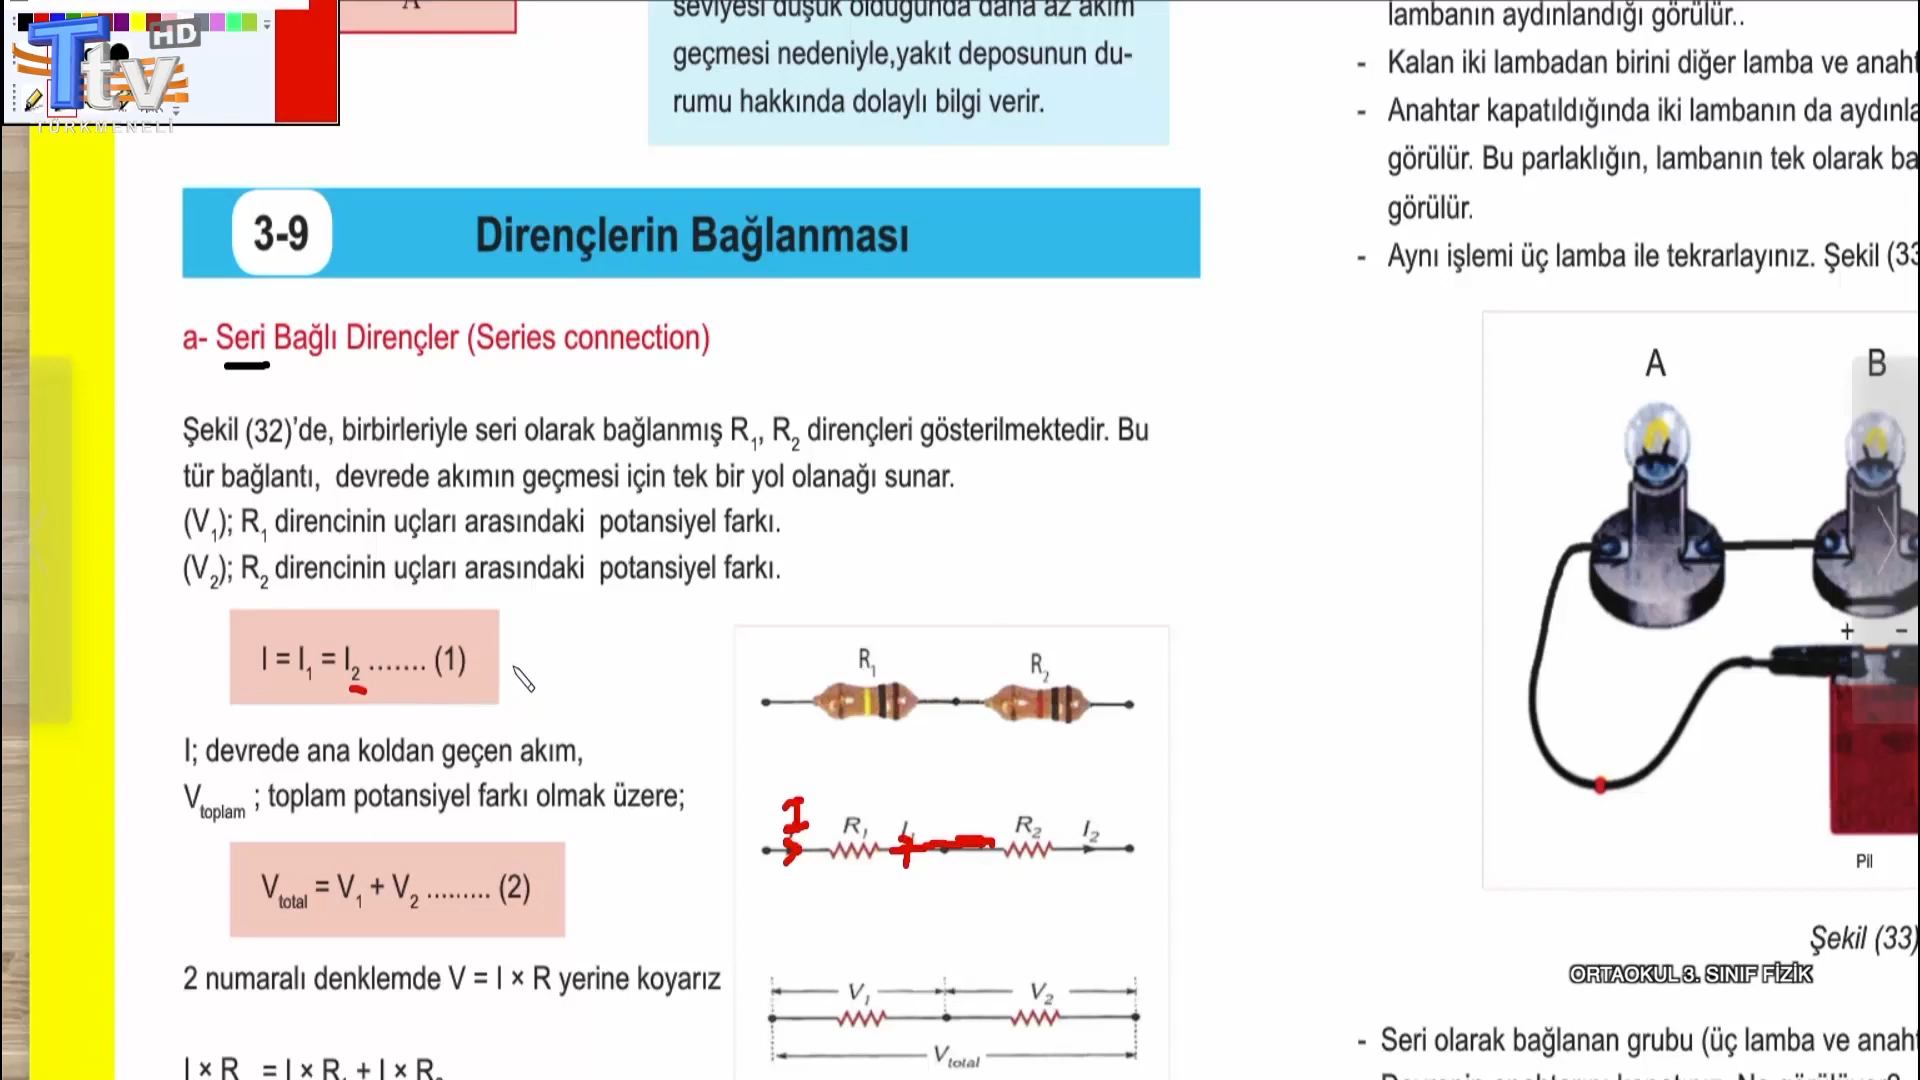 HD
Ttv
TÜRKMENELİ
seviyesi düşük olduğunda daha az akım
geçmesi nedeniyle,yakıt deposunun du-
rumu hakkında dolaylı bilgi verir.
3-9 Dirençlerin Bağlanması
a- Seri Bağlı Dirençler (Series connection)
Şekil (32)'de, birbirleriyle seri olarak bağlanmış R1, R2 dirençleri gösterilmektedir. Bu
tür bağlantı, devrede akımın geçmesi için tek bir yol olanağı sunar.
(V1); R1 direncinin uçları arasındaki potansiyel farkı.
(V2); R2 direncinin uçları arasındaki potansiyel farkı.
I = I1 = I2 ....... (1)
I; devrede ana koldan geçen akım,
Vtoplam ; toplam potansiyel farkı olmak üzere;
Vtotal = V1 + V2 ......... (2)
2 numaralı denklemde V = I × R yerine koyarız
R1 R2
I
R1 R2 I2
V1 V2
Vtotal
lambanın aydınlandığı görülür..
- Kalan iki lambadan birini diğer lamba ve
- Anahtar kapatıldığında iki lambanın da
görülür. Bu parlaklığın, lambanın tek olarak
görülür.
- Aynı işlemi üç lamba ile tekrarlayınız. Şekil
A B
+ −
Pil
Şekil (33)
ORTAOKUL 3. SINIF FİZİK
- Seri olarak bağlanan grubu (üç lamba ve